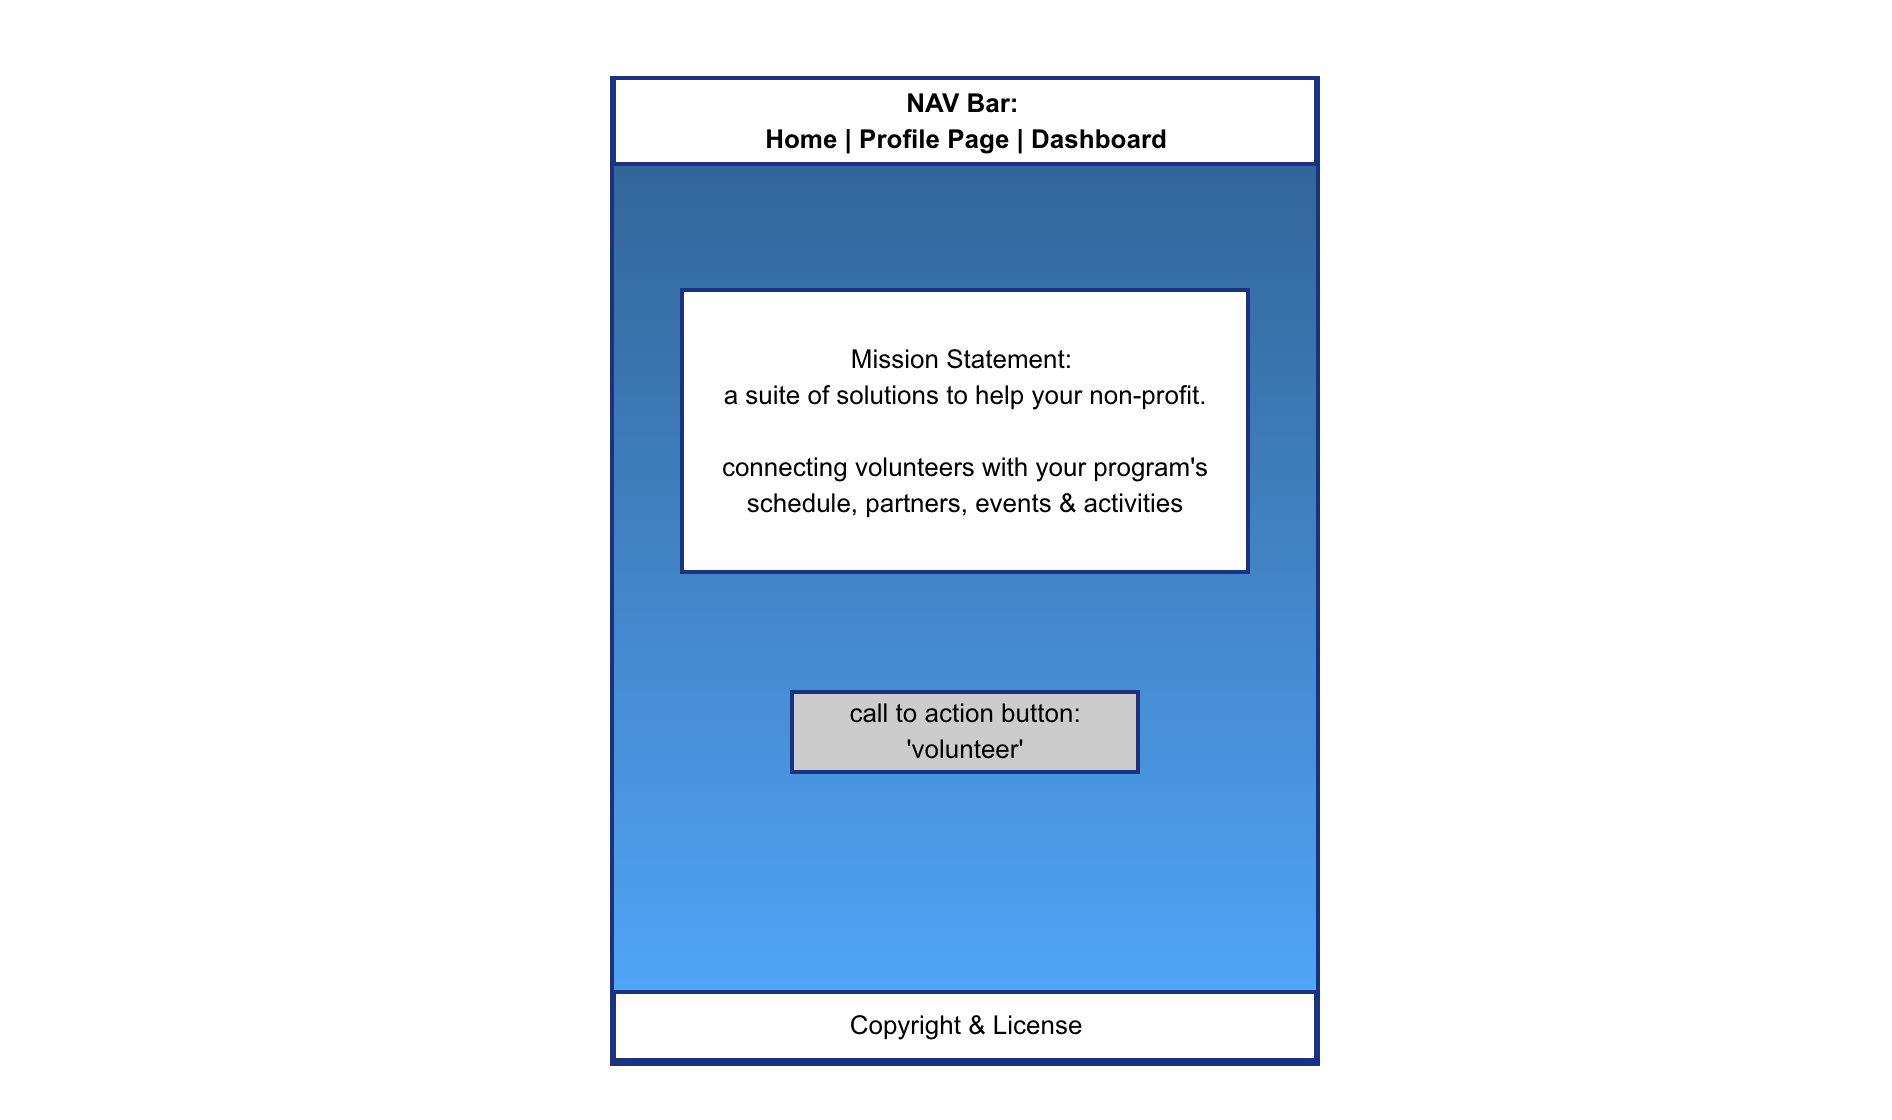 NAV Bar:
Home | Profile Page | Dashboard
Mission Statement:
a suite of solutions to help your non-profit.
connecting volunteers with your program's
schedule, partners, events & activities
call to action button:
'volunteer'
Copyright & License